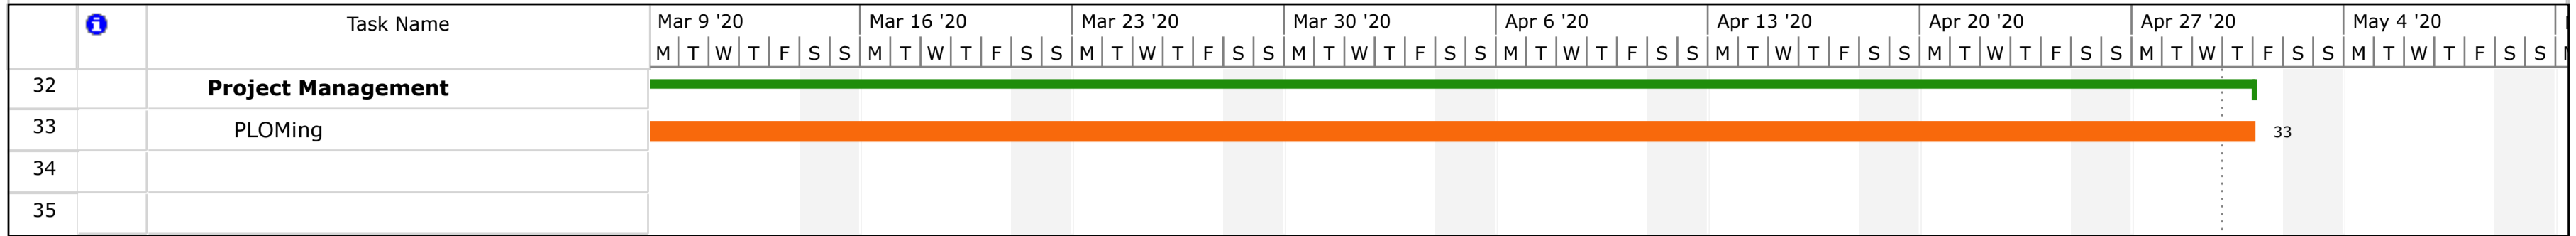 Task Name Mar 9 '20 Mar 16 '20 Mar 23 '20 Mar 30 '20 Apr 6 '20 Apr 13 '20 Apr 20 '20 Apr 27 '20 May 4 '20
M T W T F S S M T W T F S S M T W T F S S M T W T F S S M T W T F S S M T W T F S S M T W T F S S M T W T F S S M T W T F S S
32 Project Management
33 PLOMing 33
34
35